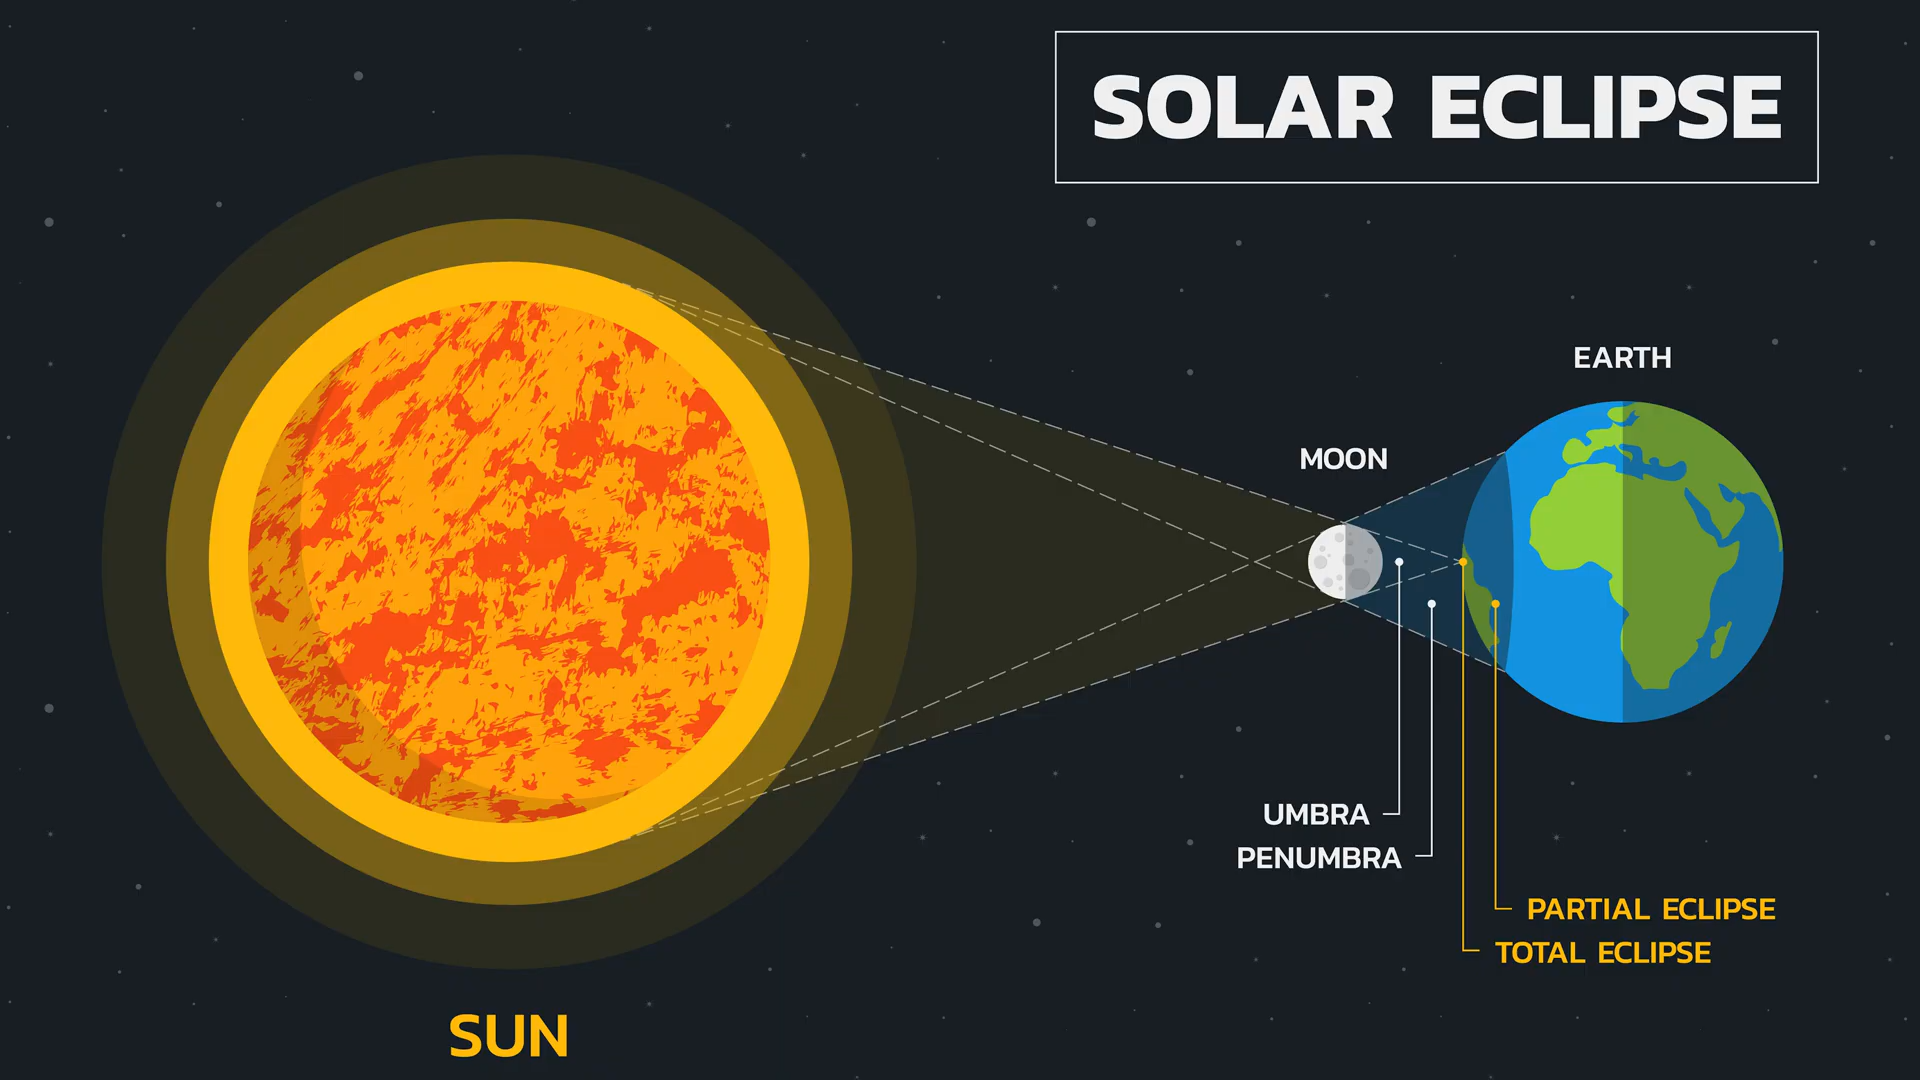 SOLAR ECLIPSE
EARTH
MOON
UMBRA
PENUMBRA
PARTIAL ECLIPSE
TOTAL ECLIPSE
SUN